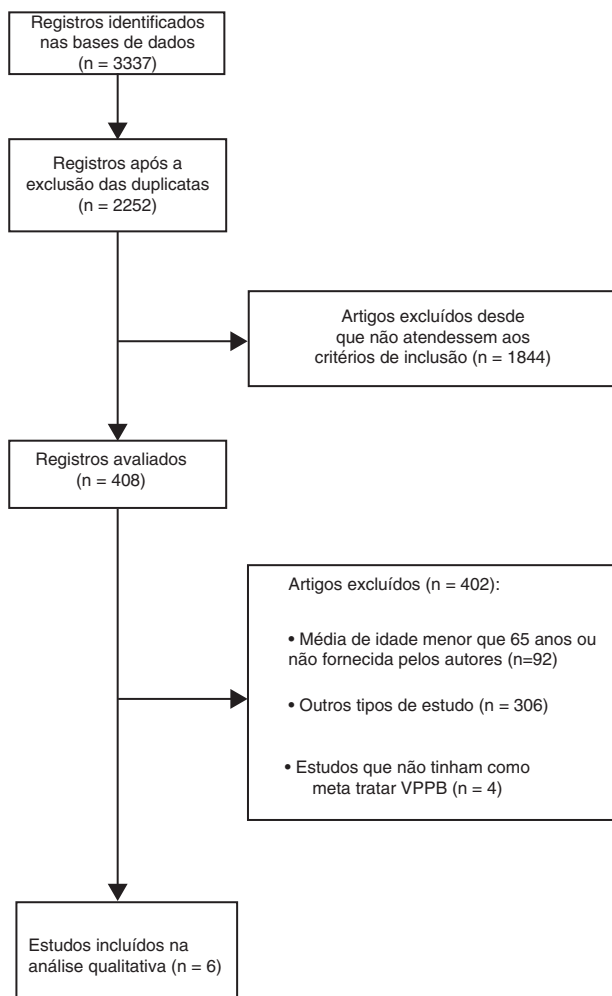 Registros identificados
nas bases de dados
(n = 3337)
Registros após a
exclusão das duplicatas
(n = 2252)
Artigos excluídos desde
que não atendessem aos
critérios de inclusão (n = 1844)
Registros avaliados
(n = 408)
Artigos excluídos (n = 402):
• Média de idade menor que 65 anos ou
não fornecida pelos autores (n=92)
• Outros tipos de estudo (n = 306)
• Estudos que não tinham como
meta tratar VPPB (n = 4)
Estudos incluídos na
análise qualitativa (n = 6)